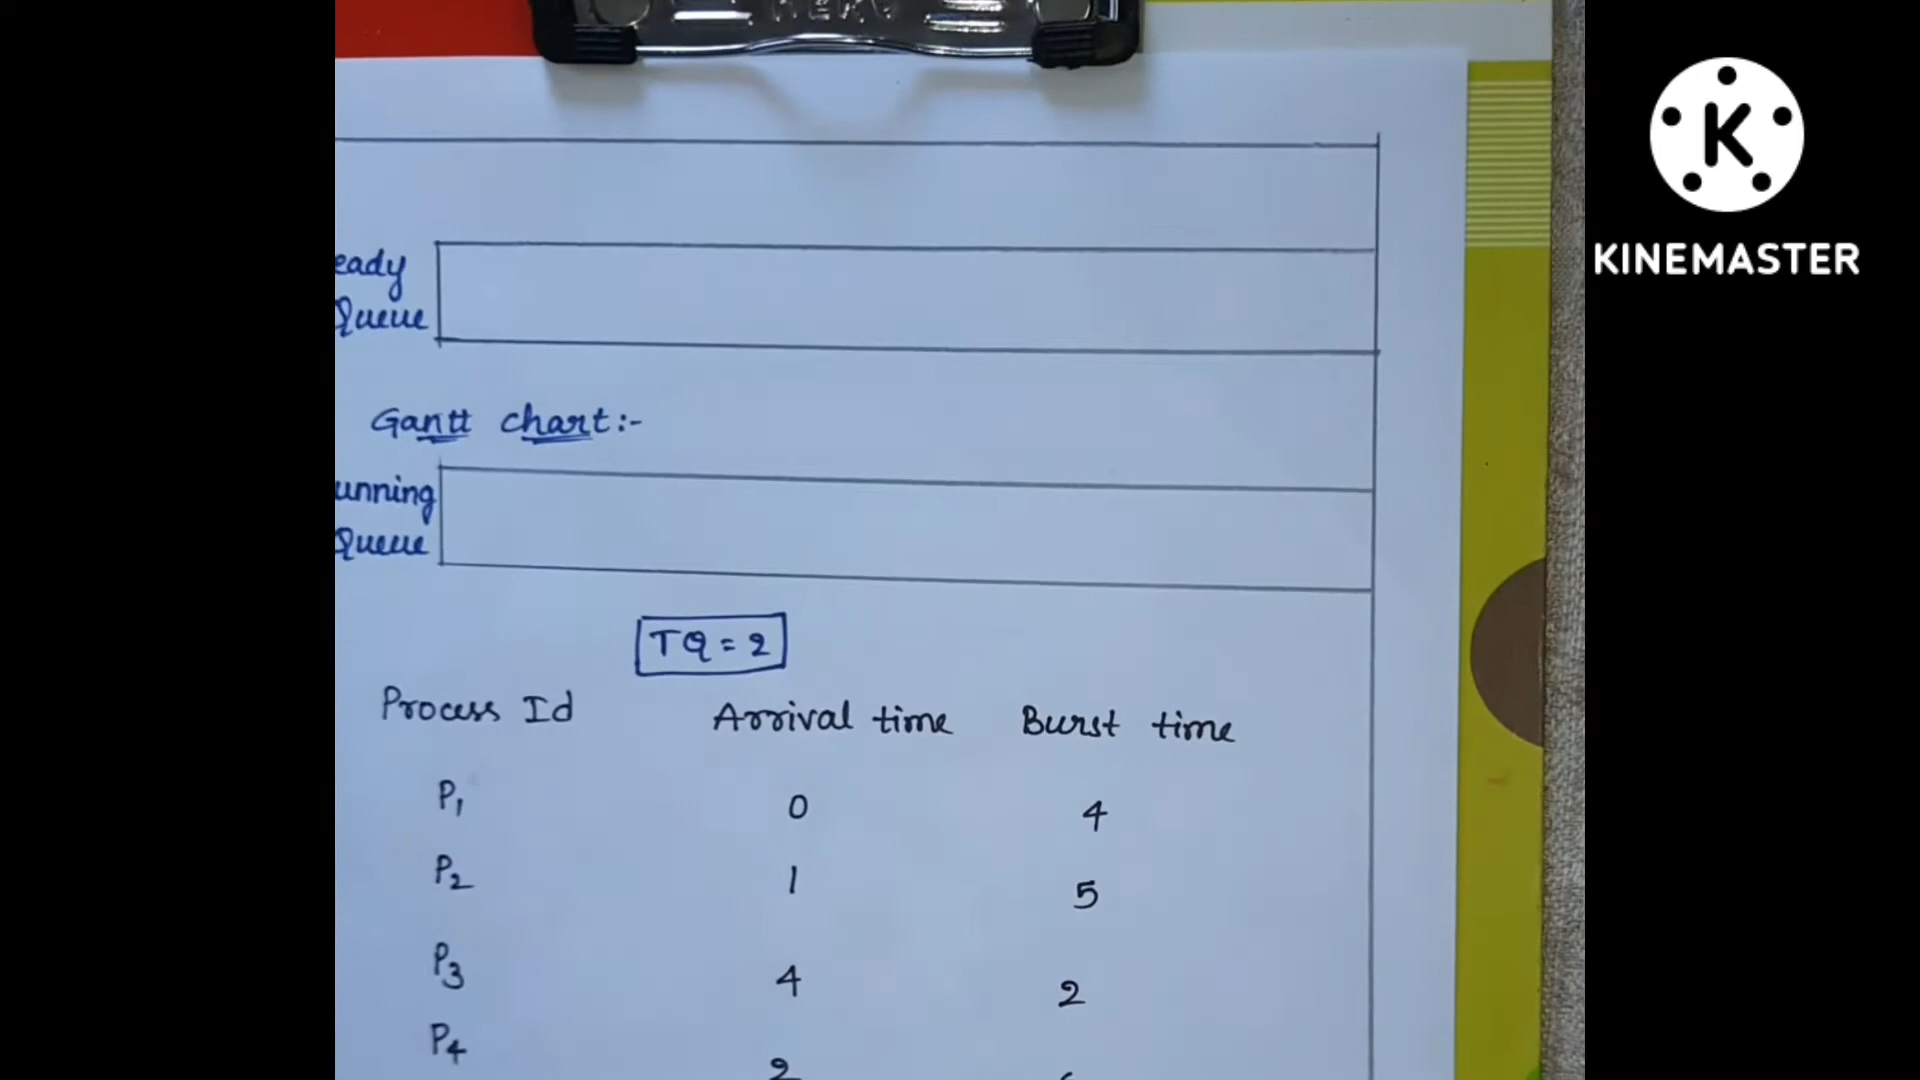 K
KINEMASTER
eady
Queue
Gantt chart:-
unning
Queue
TQ = 2
Process Id Arrival time Burst time
P1 0 4
P2 1 5
P3 4 2
P4